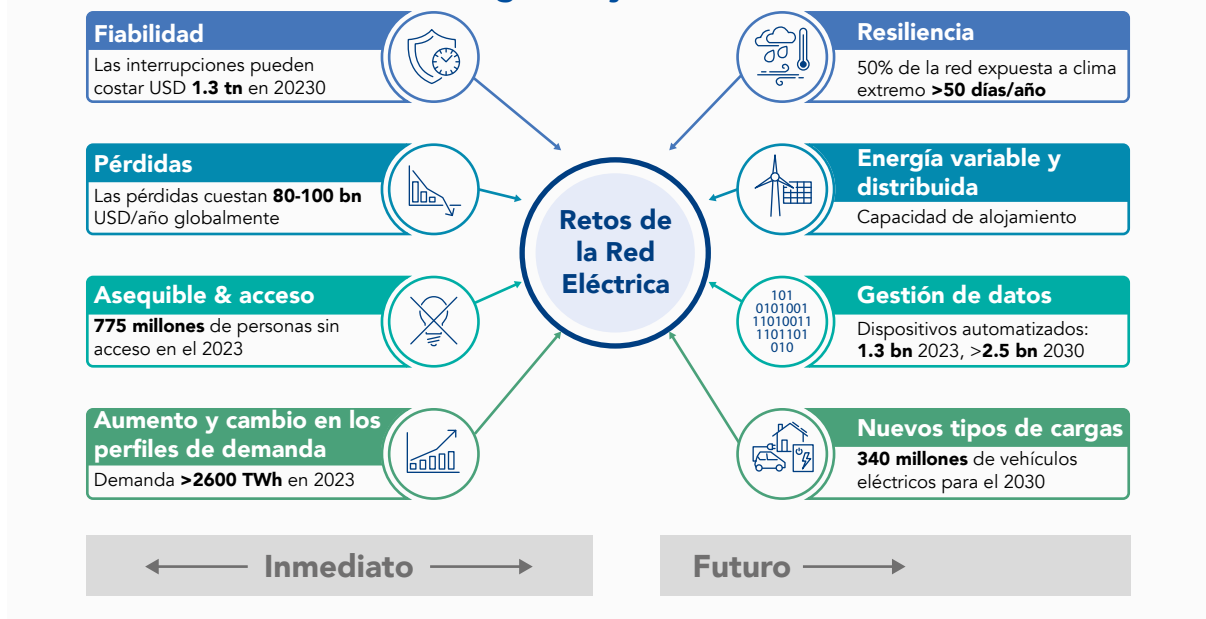 Fiabilidad
Las interrupciones pueden
costar USD 1.3 tn en 20230
Pérdidas
Las pérdidas cuestan 80-100 bn
USD/año globalmente
Asequible & acceso
775 millones de personas sin
acceso en el 2023
Aumento y cambio en los
perfiles de demanda
Demanda >2600 TWh en 2023
Retos de
la Red
Eléctrica
Resiliencia
50% de la red expuesta a clima
extremo >50 días/año
Energía variable y
distribuida
Capacidad de alojamiento
101
0101001
11010011
1101101
010
Gestión de datos
Dispositivos automatizados:
1.3 bn 2023, >2.5 bn 2030
Nuevos tipos de cargas
340 millones de vehículos
eléctricos para el 2030
Inmediato
Futuro